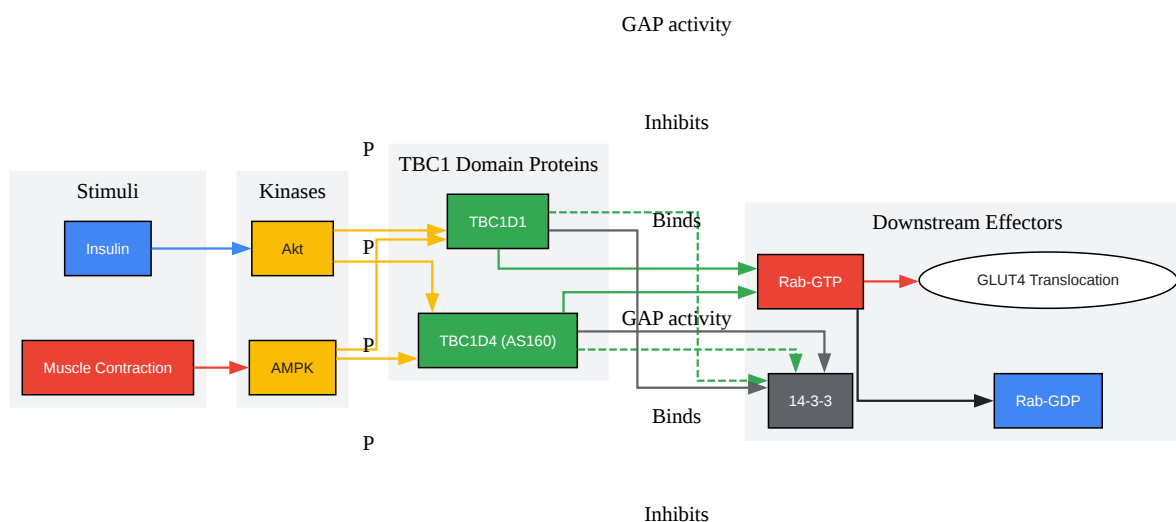 GAP activity
Inhibits
P
TBC1 Domain Proteins
Stimuli
Kinases
TBC1D1
Binds
Downstream Effectors
Insulin
Akt
P
Rab-GTP
GLUT4 Translocation
GAP activity
TBC1D4 (AS160)
P
Muscle Contraction
AMPK
14-3-3
Rab-GDP
Binds
P
Inhibits